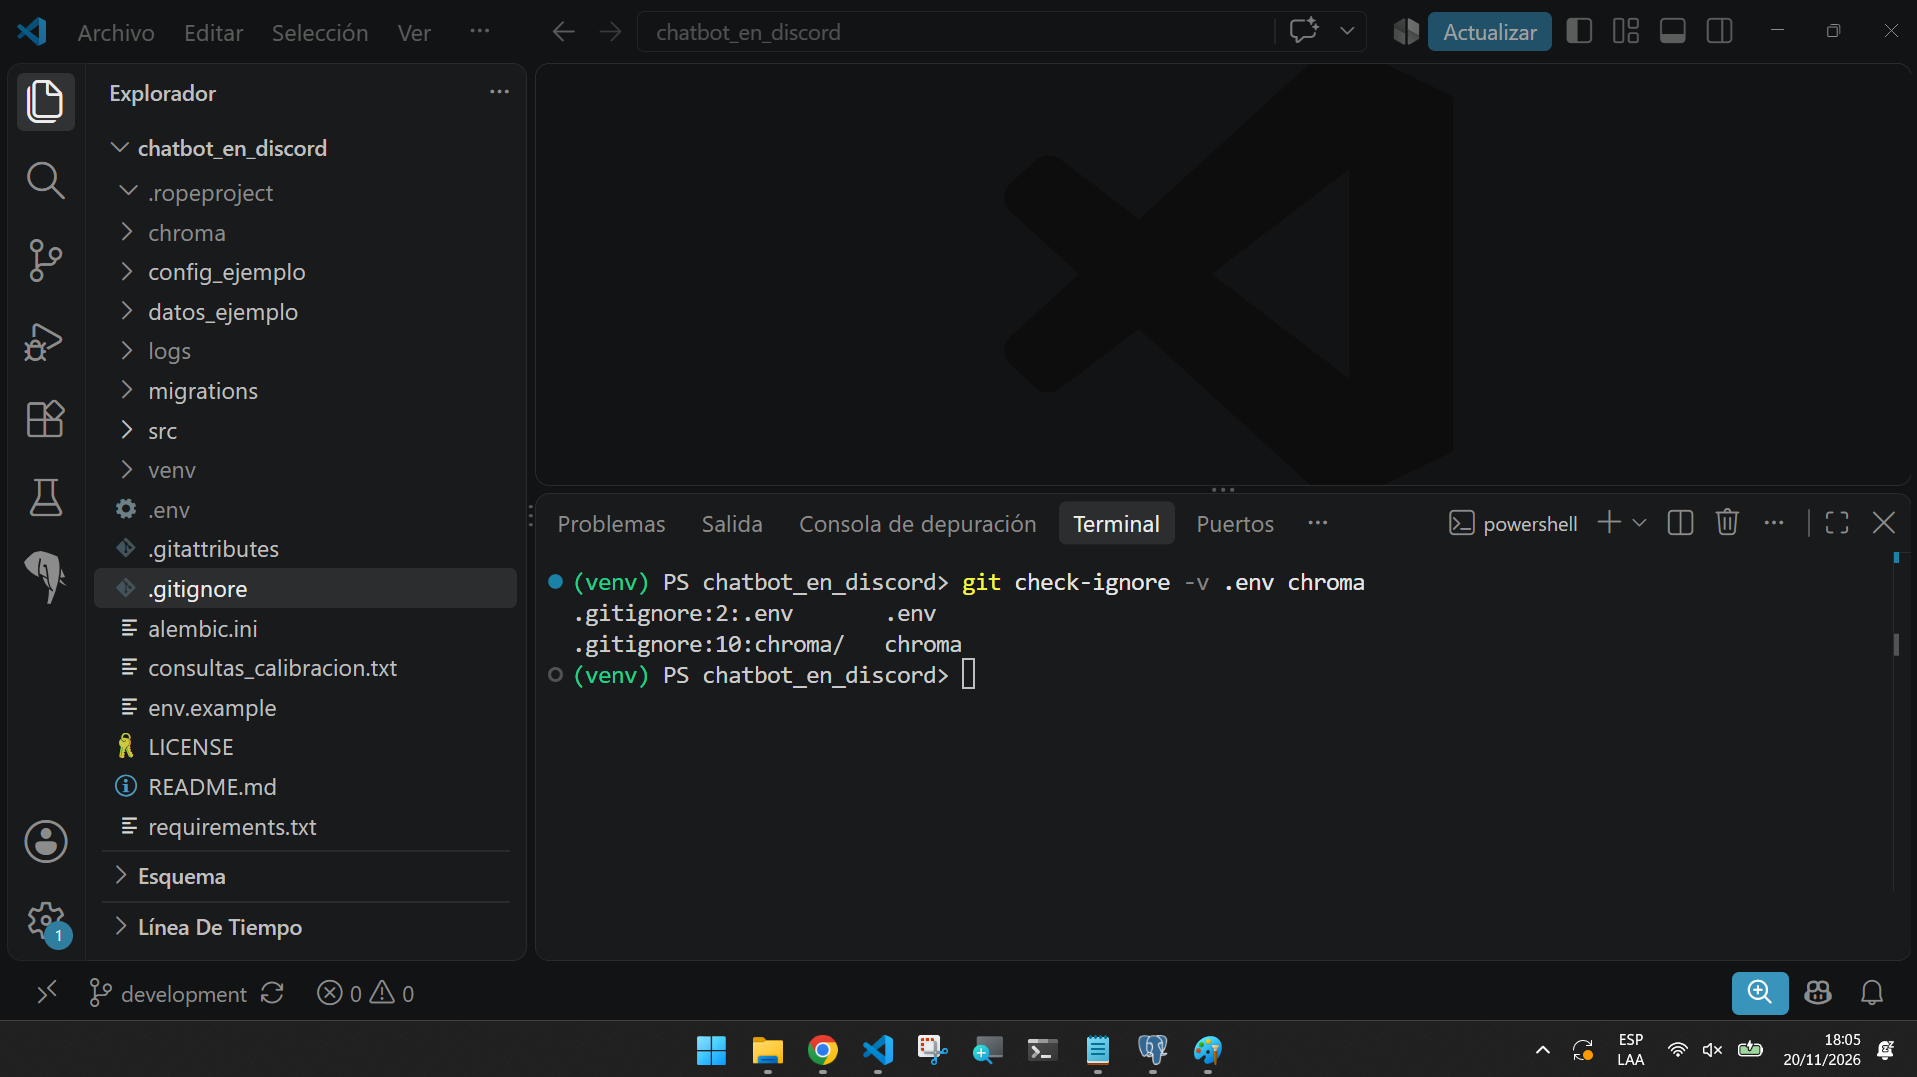 Archivo Editar Selección Ver
chatbot_en_discord
Actualizar
Explorador
chatbot_en_discord
.ropeproject
chroma
config_ejemplo
datos_ejemplo
logs
migrations
src
venv
.env
.gitattributes
.gitignore
alembic.ini
consultas_calibracion.txt
env.example
LICENSE
README.md
requirements.txt
Esquema
Línea De Tiempo
1
Problemas Salida Consola de depuración Terminal Puertos
powershell
(venv) PS chatbot_en_discord> git check-ignore -v .env chroma
.gitignore:2:.env .env
.gitignore:10:chroma/ chroma
(venv) PS chatbot_en_discord>
development 0 0
ESP
LAA
18:05
20/11/2026